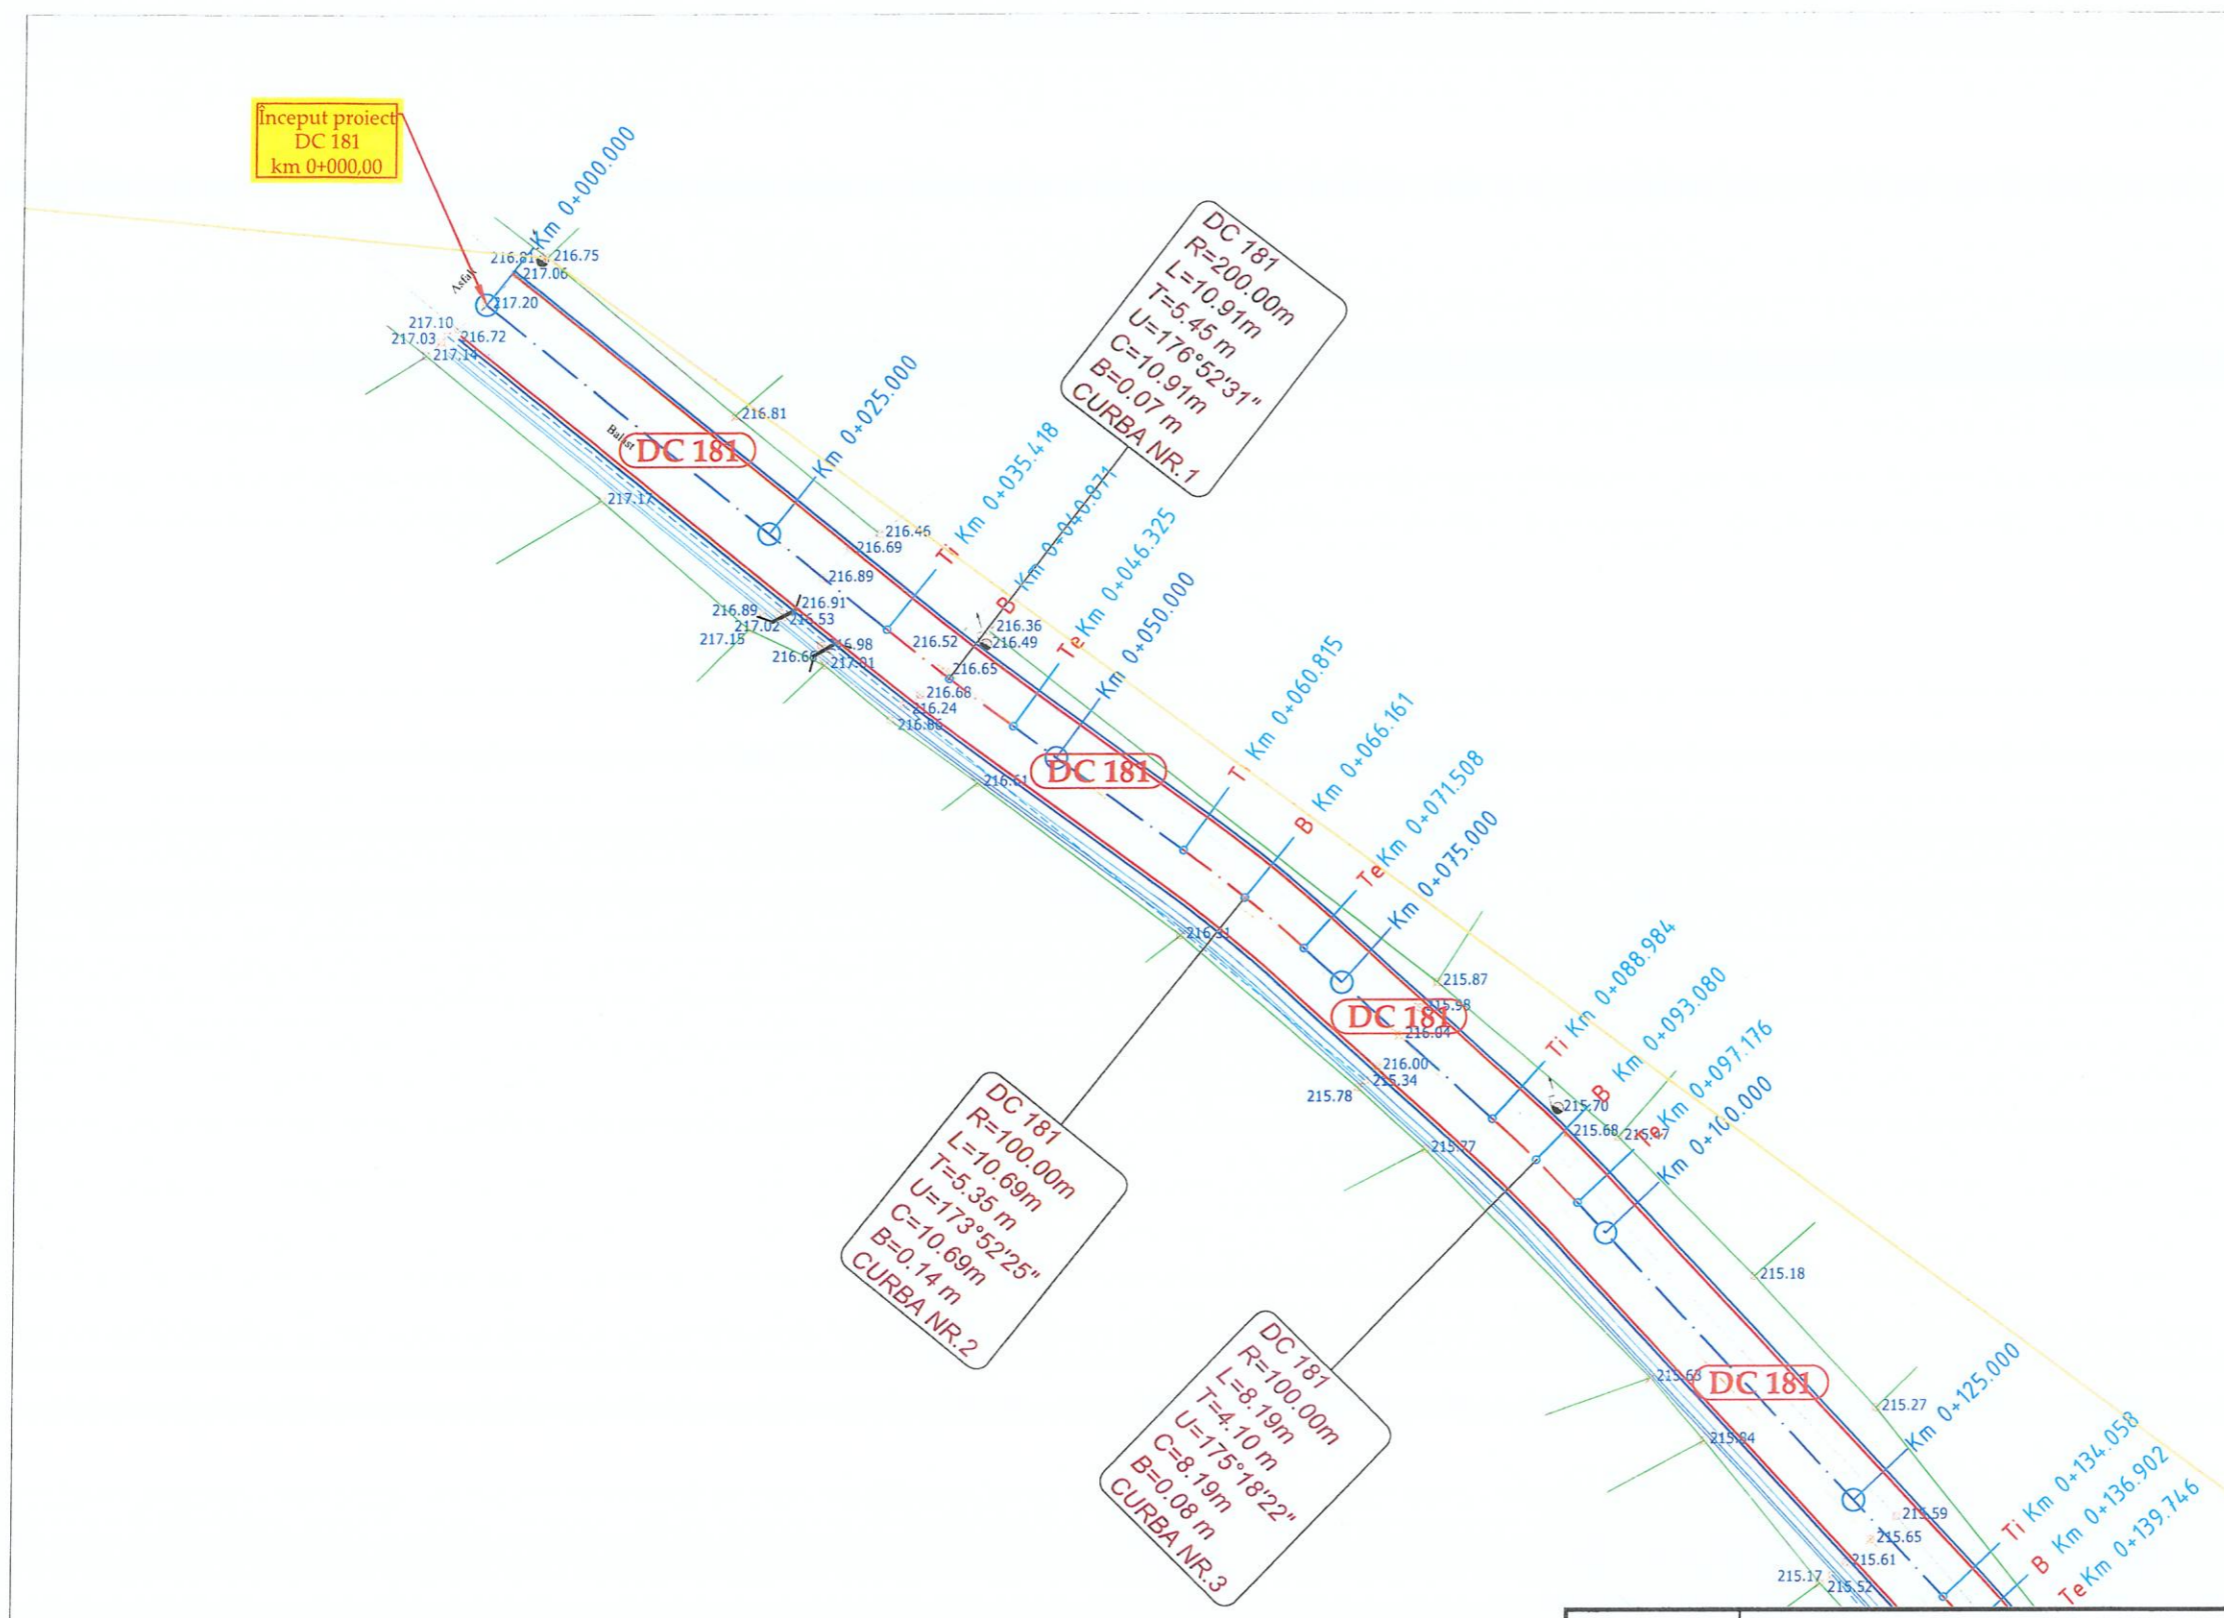 Început proiect
DC 181
km 0+000,00
Km 0+000.000
216.81
216.75
217.06
Asfalt
217.20
217.10
217.03
216.72
217.14
DC 181
R=200.00m
L=10.91m
T=5.45 m
U=176°52'31"
C=10.91m
B=0.07 m
CURBA NR.1
Km 0+025.000
216.81
Balast
DC 181
217.17
Ti Km 0+035.418
B Km 0+040.871
Te Km 0+046.325
Km 0+050.000
216.46
216.69
216.89
216.91
216.89
217.02
217.15
216.98
217.01
216.52
216.36
216.49
216.65
216.68
216.24
216.86
216.61
DC 181
T Km 0+060.815
B Km 0+066.161
Te Km 0+071.508
Km 0+075.000
216.31
215.87
215.98
DC 181
216.04
216.00
215.34
215.78
215.77
Ti Km 0+088.984
B Km 0+093.080
Te Km 0+097.176
Km 0+100.000
215.70
215.68
DC 181
R=100.00m
L=10.69m
T=5.35 m
U=173°52'25"
C=10.69m
B=0.14 m
CURBA NR.2
215.18
DC 181
R=100.00m
L=8.19m
T=4.10 m
U=175°18'22"
C=8.19m
B=0.08 m
CURBA NR.3
215.63
DC 181
215.27
215.84
Km 0+125.000
Ti Km 0+134.058
B Km 0+136.902
Te Km 0+139.746
215.59
215.65
215.61
215.17
215.52